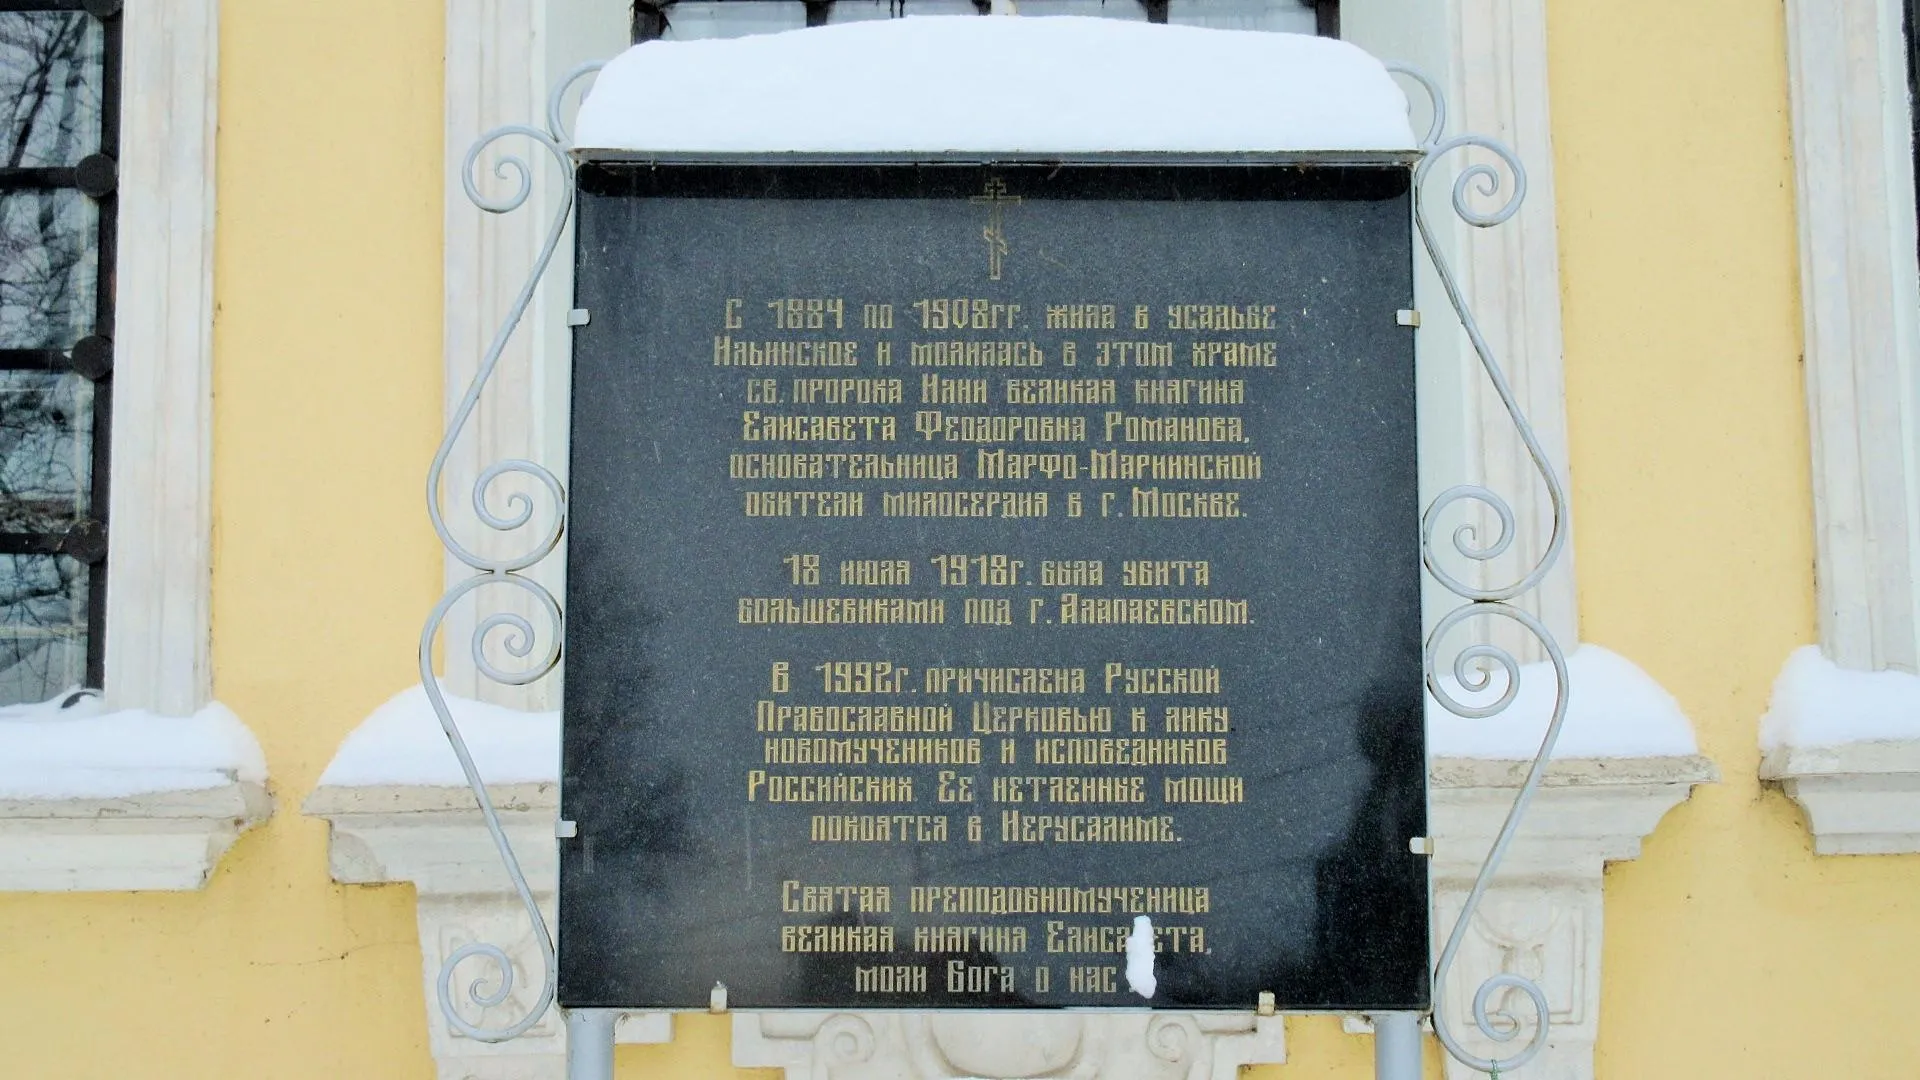 С 1884 по 1908гг. жила в усадьбе
Ильинское и молилась в этом храме
св. пророка Илии великая княгиня
Елисавета Феодоровна Романова,
основательница Марфо-Мариинской
обители милосердия в г. Москве.
18 июля 1918г. была убита
большевиками под г. Алапаевском.
В 1992г. причислена Русской
Православной Церковью к лику
новомучеников и исповедников
Российских. Ее нетленные мощи
покоятся в Иерусалиме.
Святая преподобномученица
великая княгиня Елисавета,
моли Бога о нас